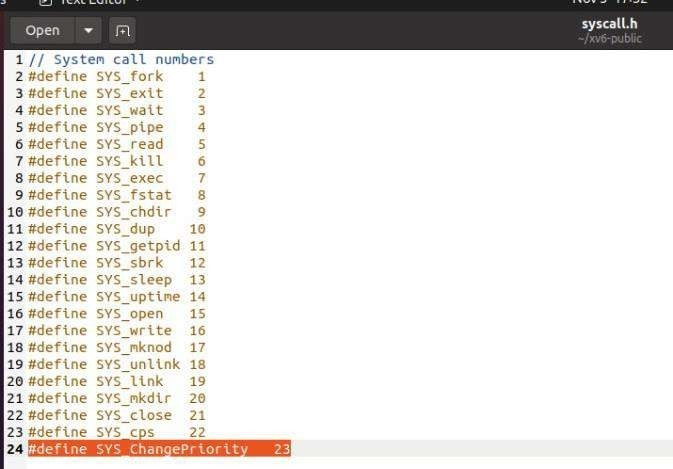 Text Editor
Open
syscall.h
~/xv6-public
1 // System call numbers
2 #define SYS_fork    1
3 #define SYS_exit    2
4 #define SYS_wait    3
5 #define SYS_pipe    4
6 #define SYS_read    5
7 #define SYS_kill    6
8 #define SYS_exec    7
9 #define SYS_fstat   8
10 #define SYS_chdir   9
11 #define SYS_dup    10
12 #define SYS_getpid 11
13 #define SYS_sbrk   12
14 #define SYS_sleep  13
15 #define SYS_uptime 14
16 #define SYS_open   15
17 #define SYS_write  16
18 #define SYS_mknod  17
19 #define SYS_unlink 18
20 #define SYS_link   19
21 #define SYS_mkdir  20
22 #define SYS_close  21
23 #define SYS_cps    22
24 #define SYS_ChangePriority   23